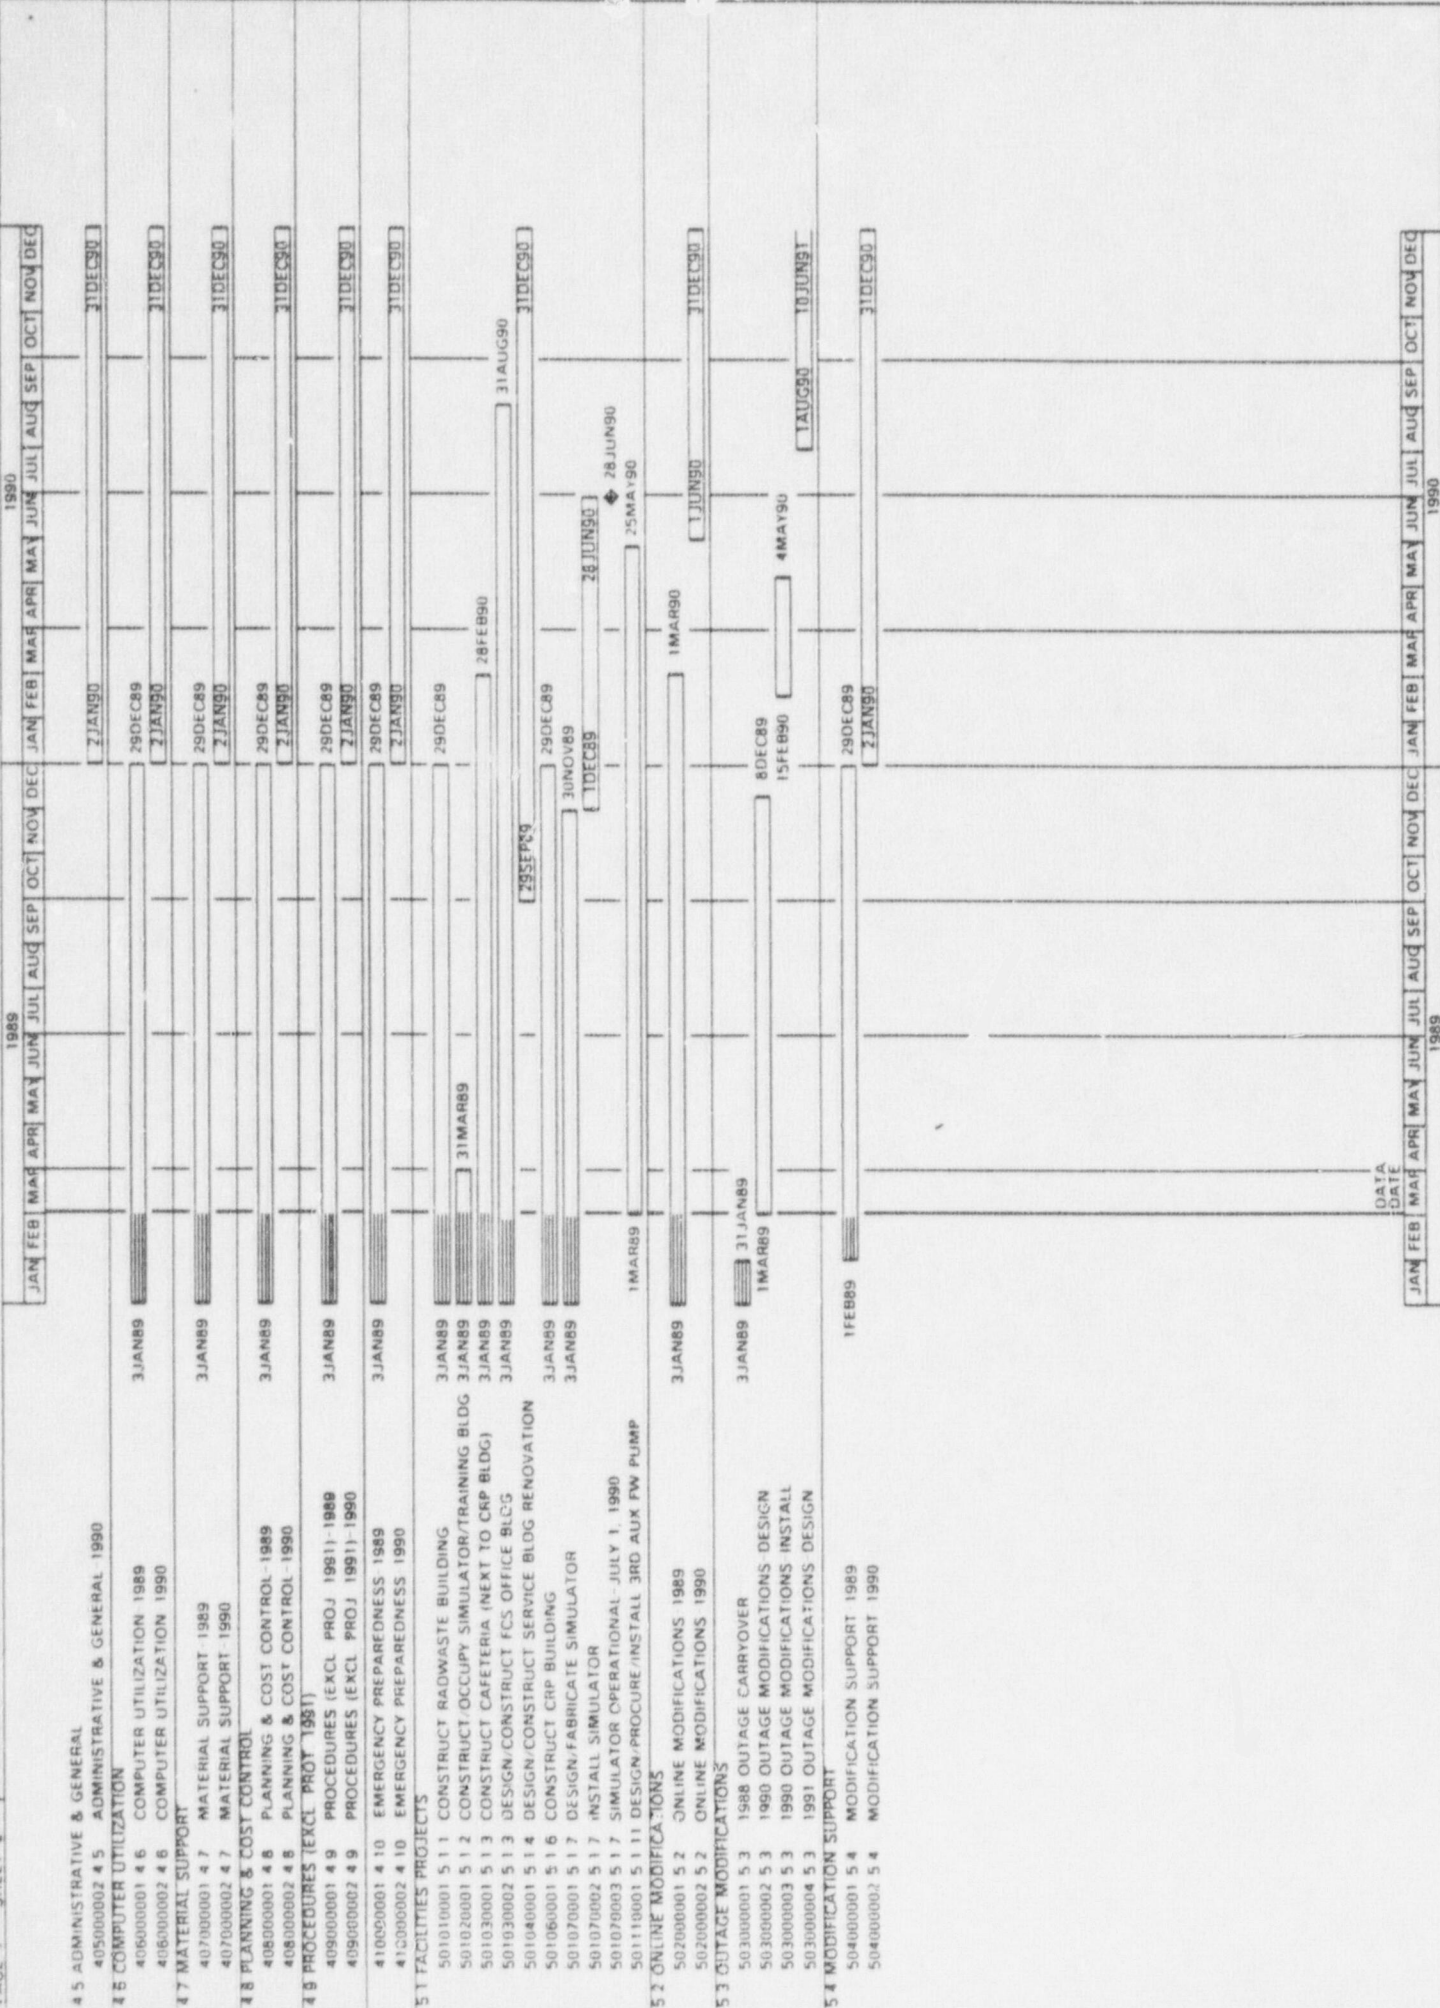 1989 1990
JAN FEB MAR APR MAY JUN JUL AUG SEP OCT NOV DEC JAN FEB MAR APR MAY JUN JUL AUG SEP OCT NOV DEC
4 5 ADMINISTRATIVE & GENERAL
405000002 4 5 ADMINISTRATIVE & GENERAL 1990 2JAN90 31DEC90
4 6 COMPUTER UTILIZATION
406000001 4 6 COMPUTER UTILIZATION 1989 3JAN89 29DEC89
406000002 4 6 COMPUTER UTILIZATION 1990 2JAN90 31DEC90
4 7 MATERIAL SUPPORT
407000001 4 7 MATERIAL SUPPORT-1989 3JAN89 29DEC89
407000002 4 7 MATERIAL SUPPORT-1990 2JAN90 31DEC90
4 8 PLANNING & COST CONTROL
408000001 4 8 PLANNING & COST CONTROL-1989 3JAN89 29DEC89
408000002 4 8 PLANNING & COST CONTROL-1990 2JAN90 31DEC90
4 9 PROCEDURES (EXCL PROT 1991)
409000001 4 9 PROCEDURES (EXCL PROJ 1991)-1989 3JAN89 29DEC89
409000002 4 9 PROCEDURES (EXCL PROJ 1991)-1990 2JAN90 31DEC90
410000001 4 10 EMERGENCY PREPAREDNESS 1989 3JAN89 29DEC89
410000002 4 10 EMERGENCY PREPAREDNESS 1990 2JAN90 31DEC90
5 1 FACILITIES PROJECTS
501010001 5 1 1 CONSTRUCT RADWASTE BUILDING 3JAN89 29DEC89
501020001 5 1 2 CONSTRUCT/OCCUPY SIMULATOR/TRAINING BLDG 3JAN89 31MAR89
501030001 5 1 3 CONSTRUCT CAFETERIA (NEXT TO CRP BLDG) 3JAN89 28FEB90
501030002 5 1 3 DESIGN/CONSTRUCT FCS OFFICE BLDG 3JAN89 31AUG90
501040001 5 1 4 DESIGN/CONSTRUCT SERVICE BLDG RENOVATION 29SEP89 31DEC90
501060001 5 1 6 CONSTRUCT CRP BUILDING 3JAN89 29DEC89
501070001 5 1 7 DESIGN/FABRICATE SIMULATOR 3JAN89 30NOV89
501070002 5 1 7 INSTALL SIMULATOR 1DEC89 28JUN90
501070003 5 1 7 SIMULATOR OPERATIONAL-JULY 1, 1990 28JUN90
501110001 5 1 11 DESIGN/PROCURE/INSTALL 3RD AUX FW PUMP 1MAR89 25MAY90
5 2 ONLINE MODIFICATIONS
502000001 5 2 ONLINE MODIFICATIONS 1989 3JAN89 1MAR90
502000002 5 2 ONLINE MODIFICATIONS 1990 1JUN90 31DEC90
5 3 OUTAGE MODIFICATIONS
503000001 5 3 1988 OUTAGE CARRYOVER 3JAN89 31JAN89
503000002 5 3 1990 OUTAGE MODIFICATIONS-DESIGN 1MAR89 8DEC89
503000003 5 3 1990 OUTAGE MODIFICATIONS INSTALL 15FEB90 4MAY90
503000004 5 3 1991 OUTAGE MODIFICATIONS DESIGN 1AUG90 10JUN91
5 4 MODIFICATION SUPPORT
504000001 5 4 MODIFICATION SUPPORT 1989 1FEB89 29DEC89
504000002 5 4 MODIFICATION SUPPORT 1990 2JAN90 31DEC90
DATA
DATE
JAN FEB MAR APR MAY JUN JUL AUG SEP OCT NOV DEC JAN FEB MAR APR MAY JUN JUL AUG SEP OCT NOV DEC
1989 1990